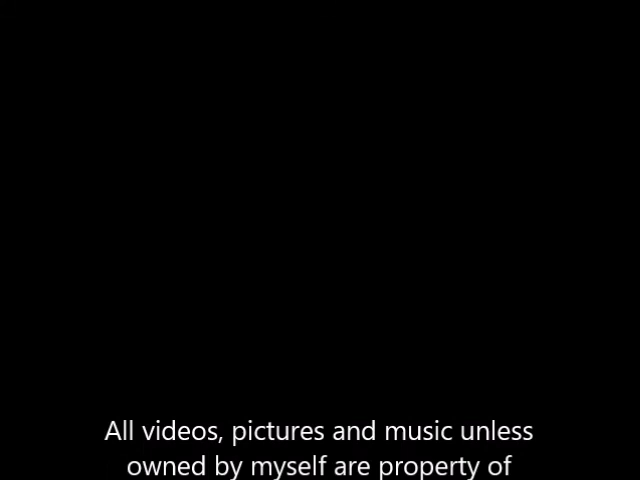 All videos, pictures and music unless
owned by myself are property of